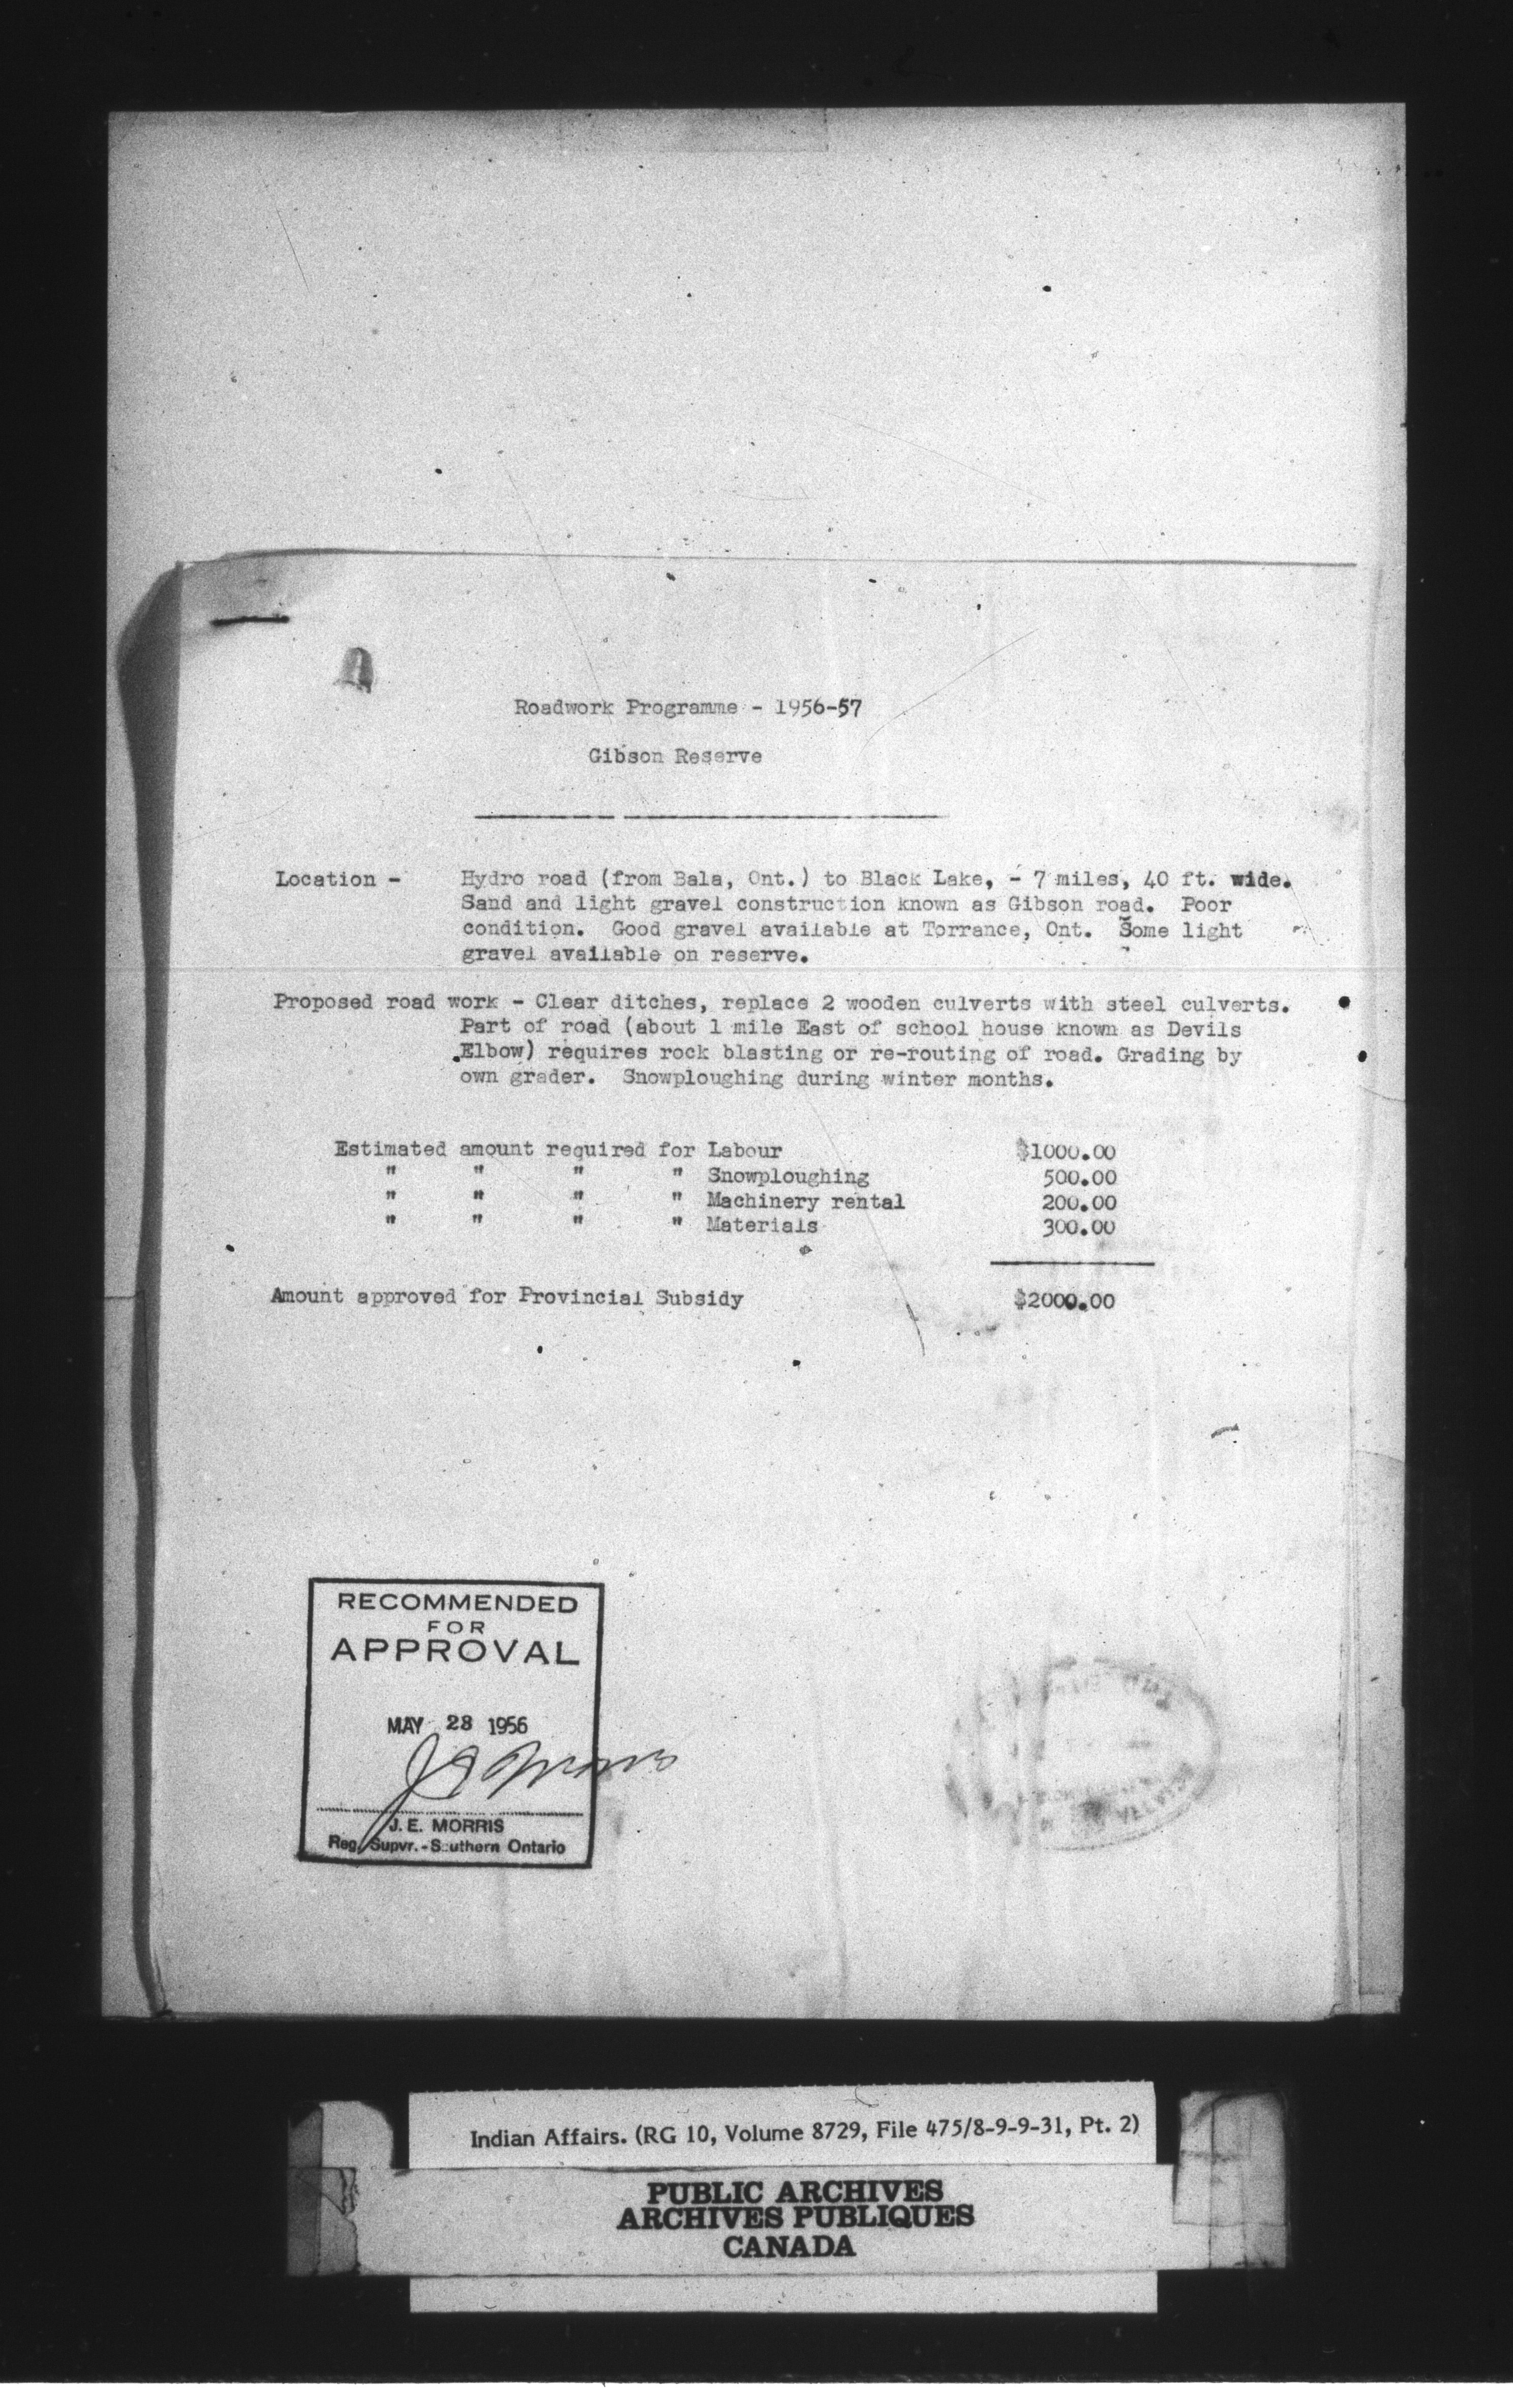 Roadwork Programme - 1956-57
Gibson Reserve
Location - Hydro road (from Bala, Ont.) to Black Lake, - 7 miles, 40 ft. wide.
Sand and light gravel construction known as Gibson road. Poor
condition. Good gravel available at Torrance, Ont. Some light
gravel available on reserve.
Proposed road work - Clear ditches, replace 2 wooden culverts with steel culverts.
Part of road (about 1 mile East of school house known as Devils
Elbow) requires rock blasting or re-routing of road. Grading by
own grader. Snowploughing during winter months.
Estimated amount required for Labour $1000.00
" " " " Snowploughing 500.00
" " " " Machinery rental 200.00
" " " " Materials 300.00
Amount approved for Provincial Subsidy $2000.00
RECOMMENDED
FOR
APPROVAL
MAY 28 1956
J E Morris
J. E. MORRIS
Reg. Supvr. - Southern Ontario
Indian Affairs. (RG 10, Volume 8729, File 475/8-9-9-31, Pt. 2)
PUBLIC ARCHIVES
ARCHIVES PUBLIQUES
CANADA